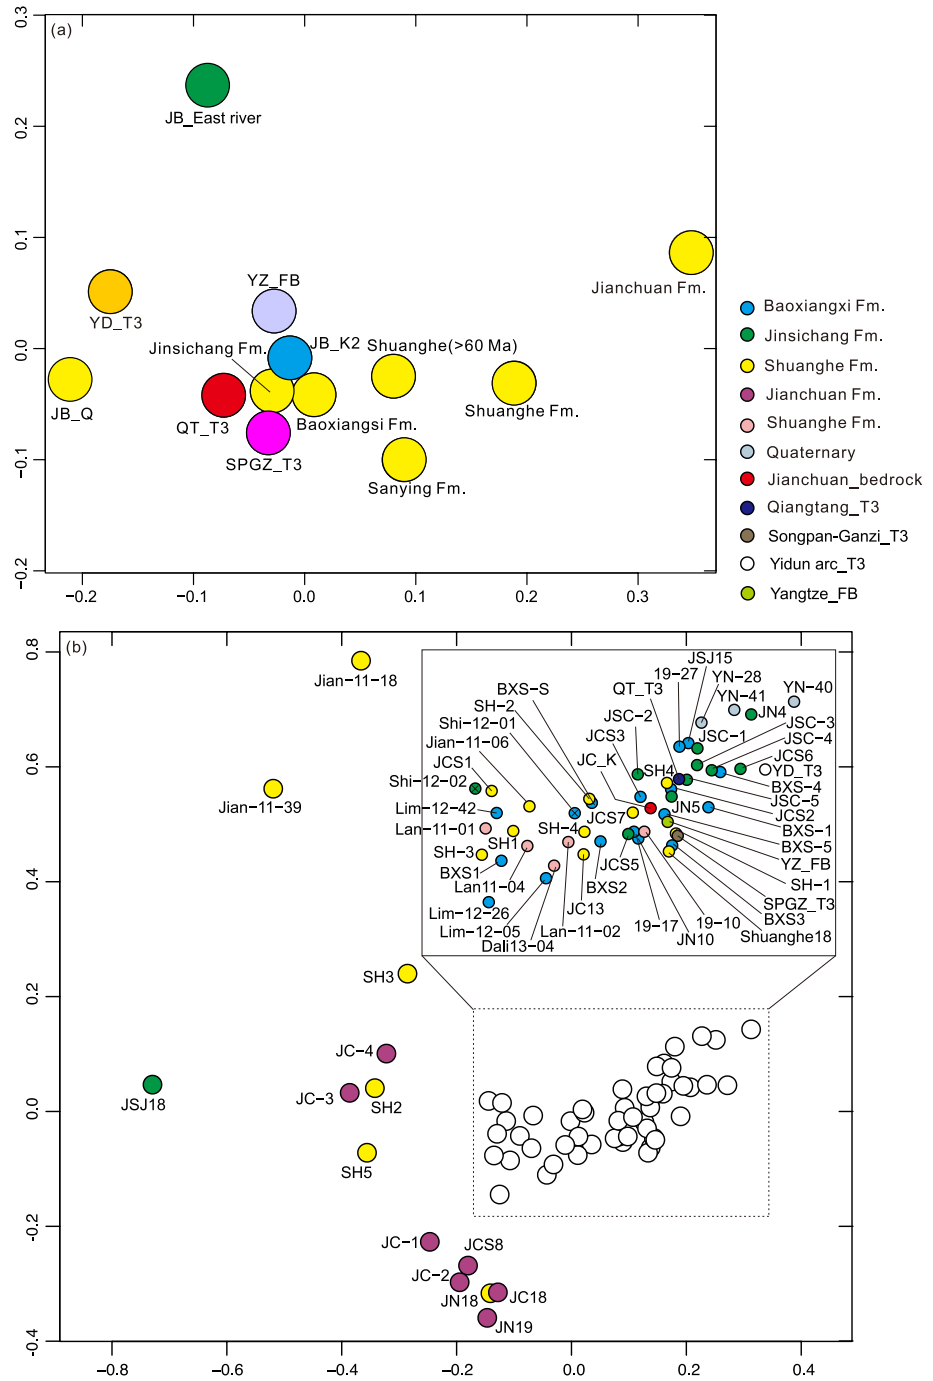 (a)
0.3
0.2
0.1
0.0
−0.1
−0.2
JB_East river
Jianchuan Fm.
YZ_FB
YD_T3
JB_K2
Shuanghe(>60 Ma)
Jinsichang Fm.
JB_Q
QT_T3
Baoxiangsi Fm.
Shuanghe Fm.
SPGZ_T3
Sanying Fm.
−0.2
−0.1
0.0
0.1
0.2
0.3
Baoxiangxi Fm.
Jinsichang Fm.
Shuanghe Fm.
Jianchuan Fm.
Shuanghe Fm.
Quaternary
Jianchuan_bedrock
Qiangtang_T3
Songpan-Ganzi_T3
Yidun arc_T3
Yangtze_FB
(b)
0.8
0.6
0.4
0.2
0.0
−0.2
−0.4
Jian−11−18
Jian−11−39
SH3
JC−4
JC−3
SH2
JSJ18
SH5
JC−1
JCS8
JC−2
JN18
JC18
JN19
JSJ15
19−27
YN−28
QT_T3
YN−41
YN−40
BXS−S
SH−2
JSC−2
JN4
Shi−12−01
JCS3
JSC−1
JSC−3
Jian−11−06
JC_K
JSC−4
JCS1
SH4
JCS6
Shi−12−02
YD_T3
BXS−4
JSC−5
Lim−12−42
JCS7
JN5
JCS2
Lan−11−01
SH1
SH−4
BXS−1
SH−3
BXS−5
BXS1
JCS5
YZ_FB
Lan11−04
BXS2
SH−1
JC13
SPGZ_T3
Lim−12−26
19−17
19−10
BXS3
Lim−12−05
Lan−11−02
JN10
Shuanghe18
Dali13−04
−0.8
−0.6
−0.4
−0.2
0.0
0.2
0.4